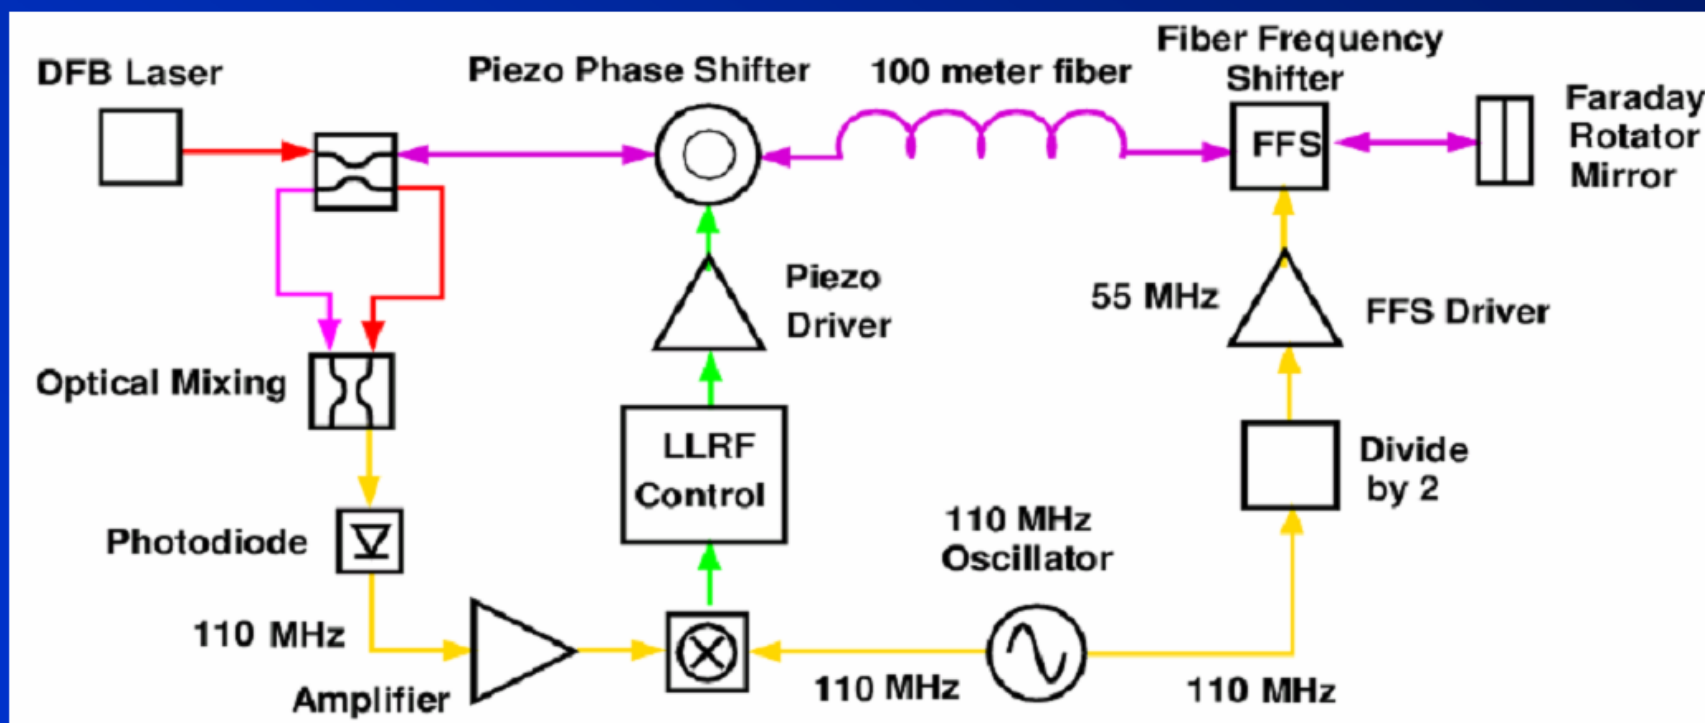 DFB Laser
Piezo Phase Shifter
100 meter fiber
Fiber Frequency
Shifter
FFS
Faraday
Rotator
Mirror
Piezo
Driver
55 MHz
FFS Driver
Optical Mixing
LLRF
Control
Divide
by 2
110 MHz
Oscillator
Photodiode
110 MHz
Amplifier
110 MHz
110 MHz